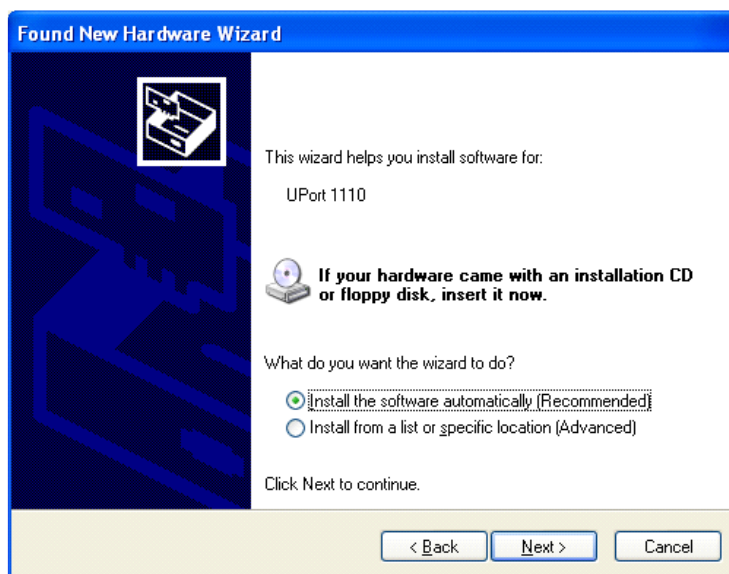 Found New Hardware Wizard
This wizard helps you install software for:
UPort 1110
If your hardware came with an installation CD
or floppy disk, insert it now.
What do you want the wizard to do?
Install the software automatically (Recommended)
Install from a list or specific location (Advanced)
Click Next to continue.
< Back Next > Cancel